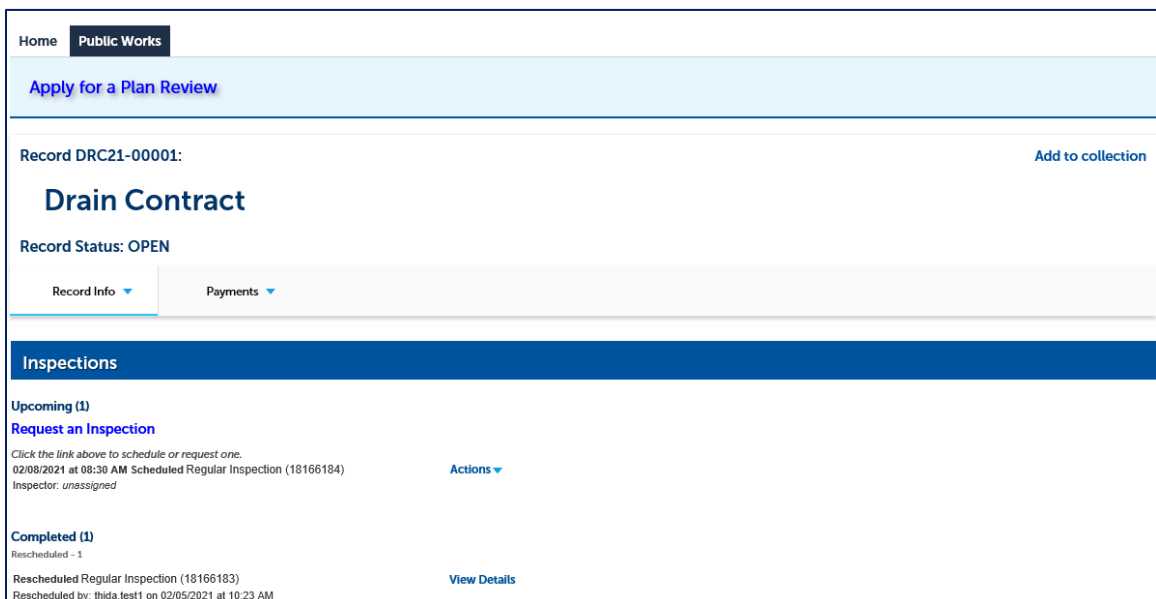 Home Public Works
Apply for a Plan Review
Record DRC21-00001: Add to collection
Drain Contract
Record Status: OPEN
Record Info Payments
Inspections
Upcoming (1)
Request an Inspection
Click the link above to schedule or request one.
02/08/2021 at 08:30 AM Scheduled Regular Inspection (18166184) Actions
Inspector: unassigned
Completed (1)
Rescheduled - 1
Rescheduled Regular Inspection (18166183) View Details
Rescheduled by: thida.test1 on 02/05/2021 at 10:23 AM